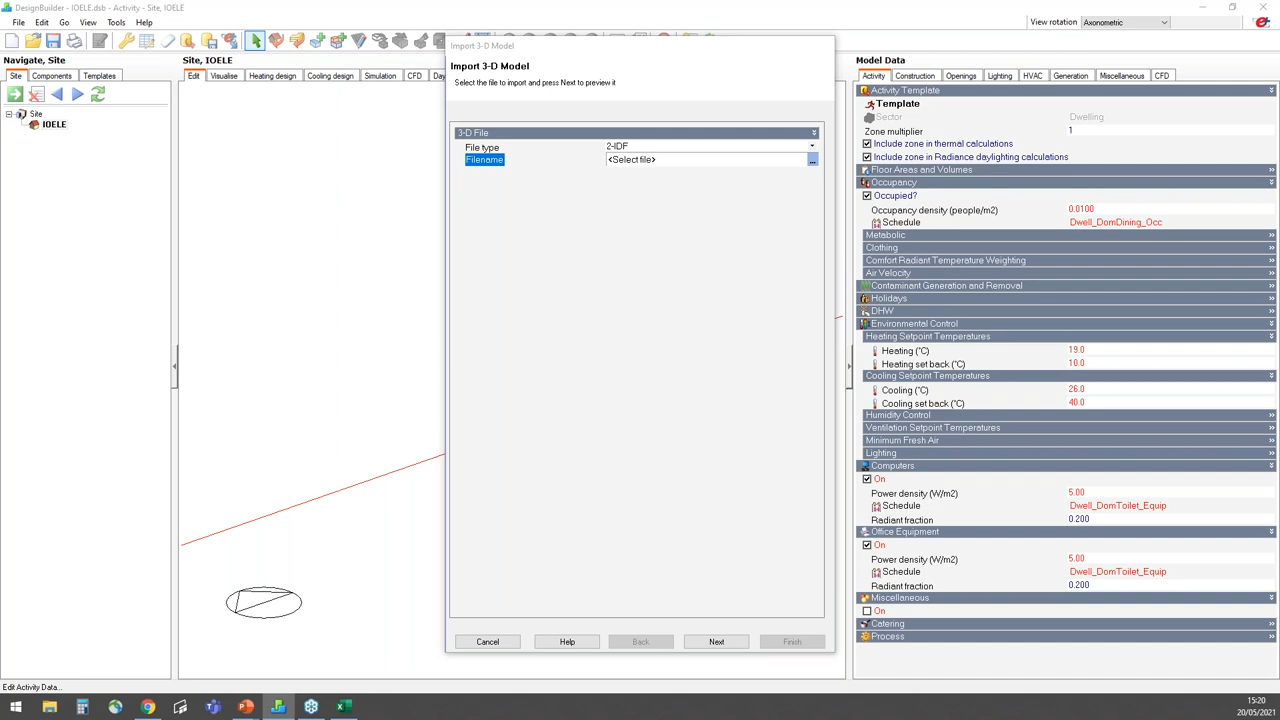 DesignBuilder - IOELE.dsb - Activity - Site, IOELE
File Edit Go View Tools Help
View rotation Axonometric
Navigate, Site
Site Components Templates
Site
IOELE
Site, IOELE
Edit Visualise Heating design Cooling design Simulation CFD Day
Import 3-D Model
Import 3-D Model
Select the file to import and press Next to preview it
3-D File
File type 2-IDF
Filename <Select file> ...
Cancel Help Back Next Finish
Model Data
Activity Construction Openings Lighting HVAC Generation Miscellaneous CFD
Activity Template
Template
Sector Dwelling
Zone multiplier 1
Include zone in thermal calculations
Include zone in Radiance daylighting calculations
Floor Areas and Volumes
Occupancy
Occupied?
Occupancy density (people/m2) 0.0100
Schedule Dwell_DomDining_Occ
Metabolic
Clothing
Comfort Radiant Temperature Weighting
Air Velocity
Contaminant Generation and Removal
Holidays
DHW
Environmental Control
Heating Setpoint Temperatures
Heating (°C) 19.0
Heating set back (°C) 10.0
Cooling Setpoint Temperatures
Cooling (°C) 26.0
Cooling set back (°C) 40.0
Humidity Control
Ventilation Setpoint Temperatures
Minimum Fresh Air
Lighting
Computers
On
Power density (W/m2) 5.00
Schedule Dwell_DomToilet_Equip
Radiant fraction 0.200
Office Equipment
On
Power density (W/m2) 5.00
Schedule Dwell_DomToilet_Equip
Radiant fraction 0.200
Miscellaneous
On
Catering
Process
Edit Activity Data...
15:20
20/05/2021